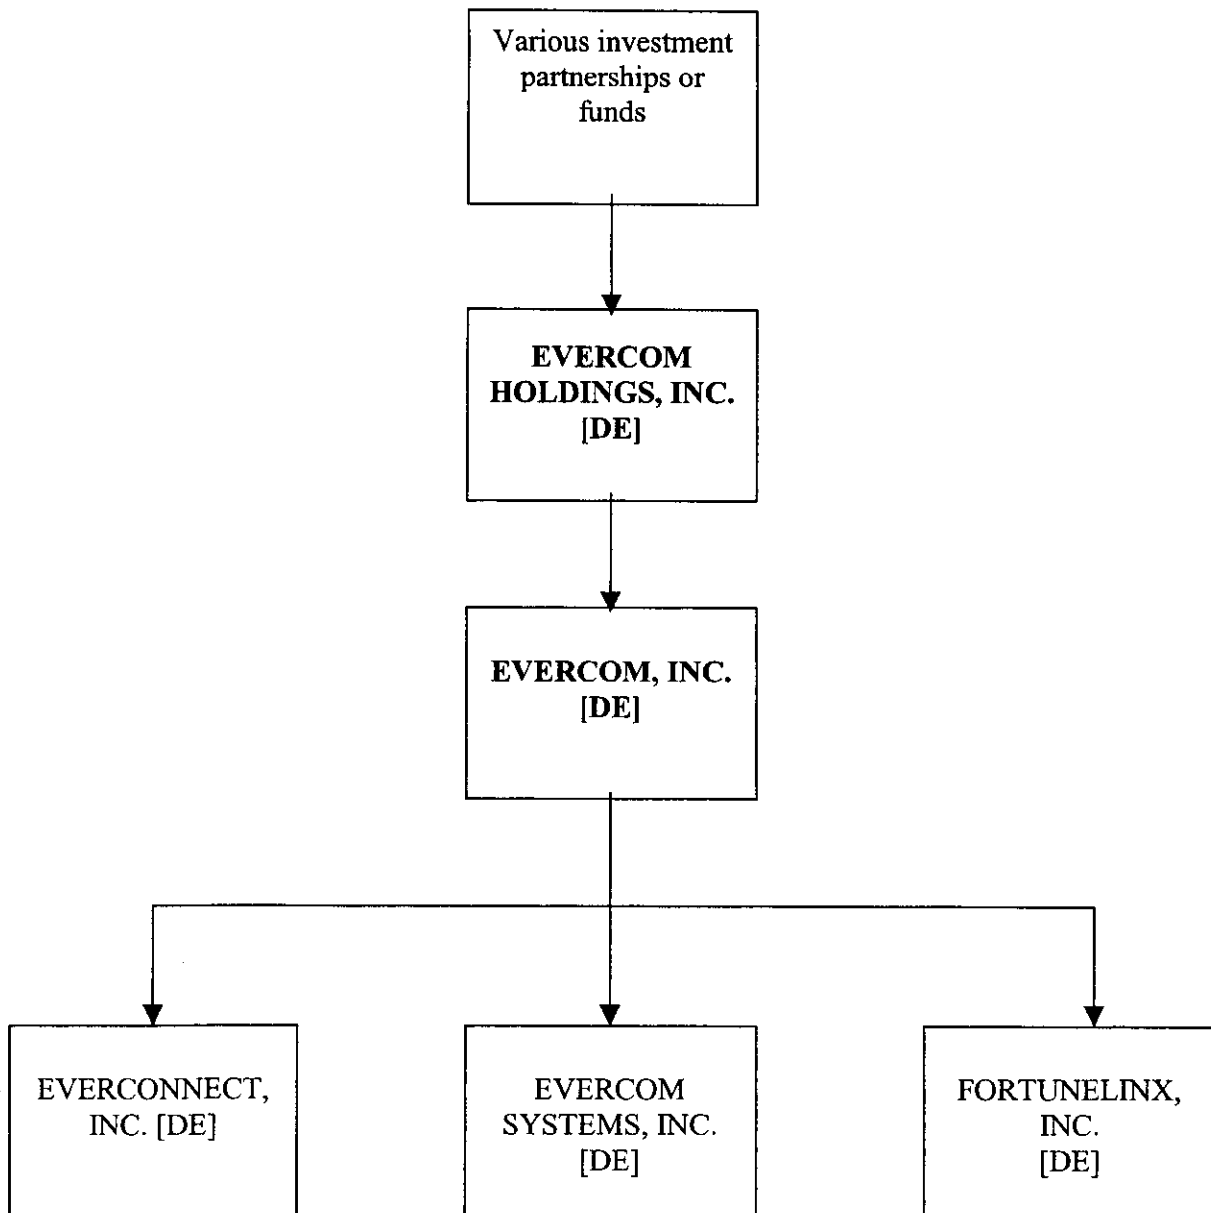 Various investment
partnerships or
funds
EVERCOM
HOLDINGS, INC.
[DE]
EVERCOM, INC.
[DE]
EVERCONNECT,
INC. [DE]
EVERCOM
SYSTEMS, INC.
[DE]
FORTUNELINX,
INC.
[DE]